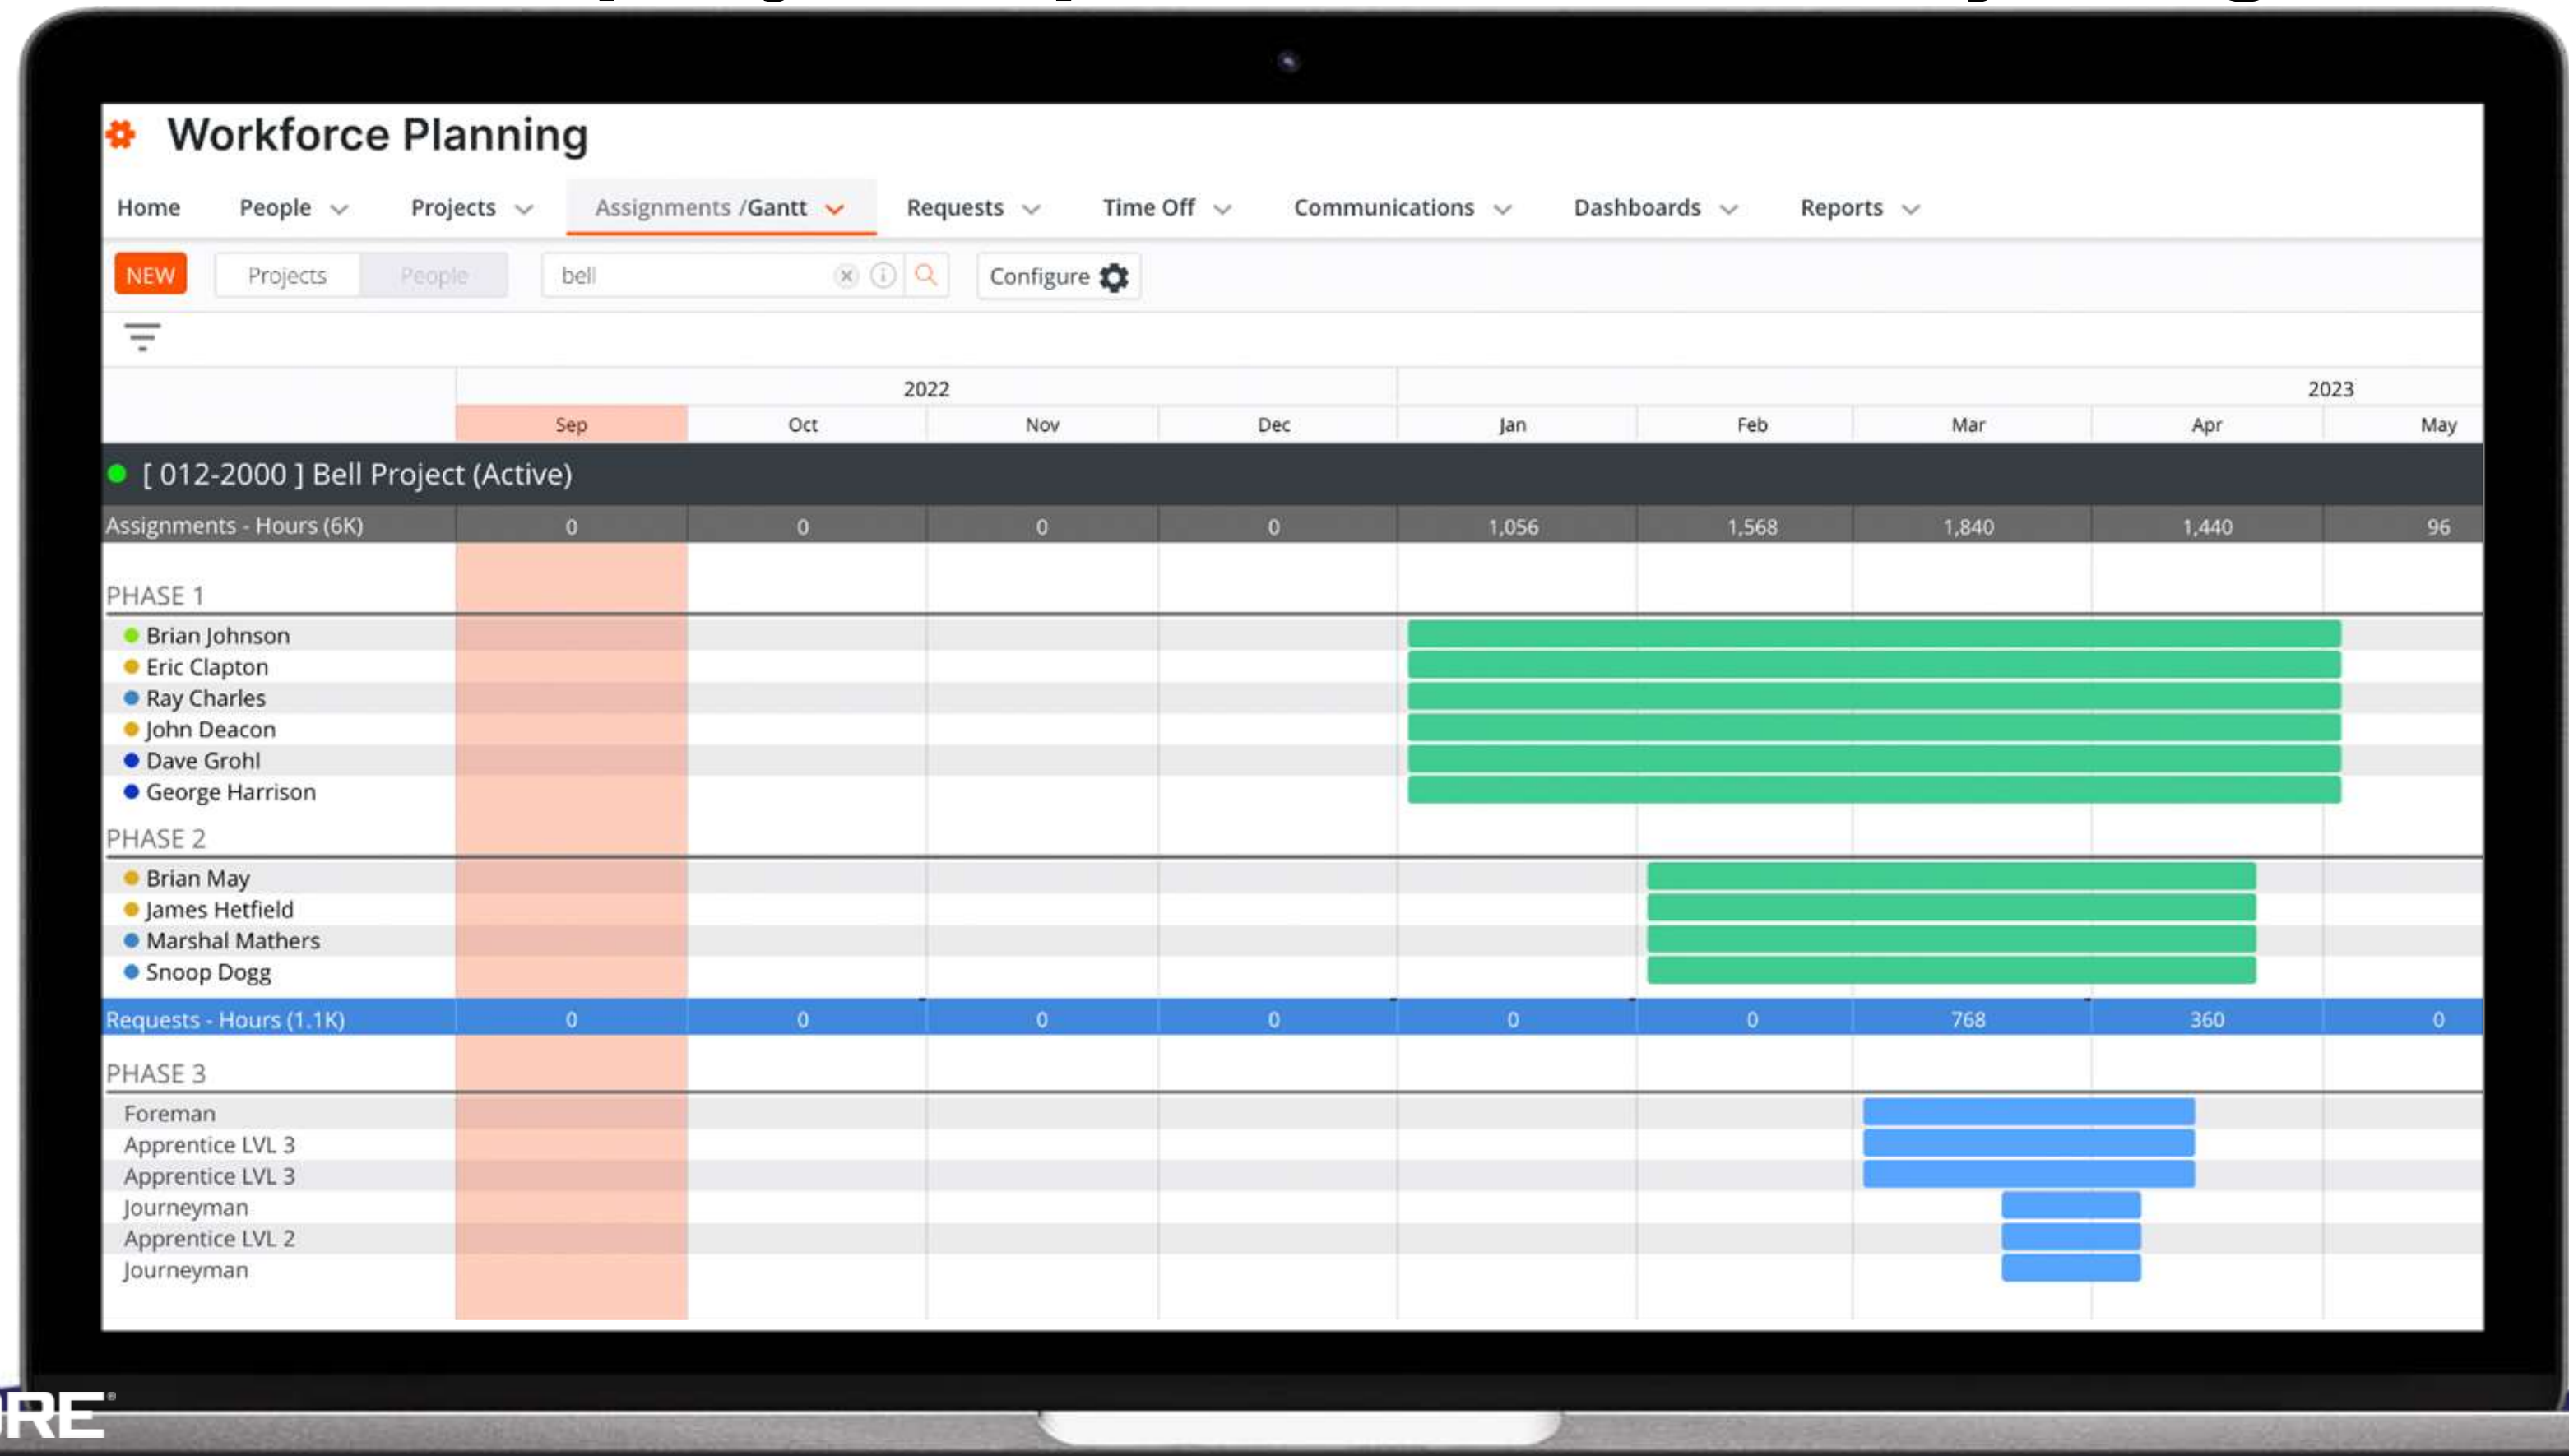 Workforce Planning
Home People Projects Assignments /Gantt Requests Time Off Communications Dashboards Reports
NEW Projects People bell Configure
2022 2023
Sep Oct Nov Dec Jan Feb Mar Apr May
[ 012-2000 ] Bell Project (Active)
Assignments - Hours (6K) 0 0 0 0 1,056 1,568 1,840 1,440 96
PHASE 1
Brian Johnson
Eric Clapton
Ray Charles
John Deacon
Dave Grohl
George Harrison
PHASE 2
Brian May
James Hetfield
Marshal Mathers
Snoop Dogg
Requests - Hours (1.1K) 0 0 0 0 0 0 768 360 0
PHASE 3
Foreman
Apprentice LVL 3
Apprentice LVL 3
Journeyman
Apprentice LVL 2
Journeyman